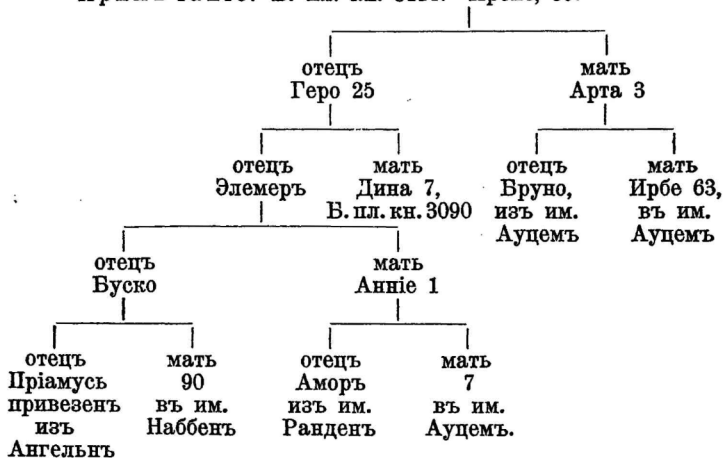 отецъ мать
Геро 25 Арта 3
отецъ мать отецъ мать
Элемеръ Дина 7, Бруно, Ирбе 63,
Б. пл. кн. 3090 изъ им. въ им.
Ауцемъ Ауцемъ
отецъ мать
Буско Анніе 1
отецъ мать отецъ мать
Пріамусь 90 Аморъ 7
привезенъ въ им. изъ им. въ им.
изъ Наббенъ Ранденъ Ауцемъ.
Ангельнъ